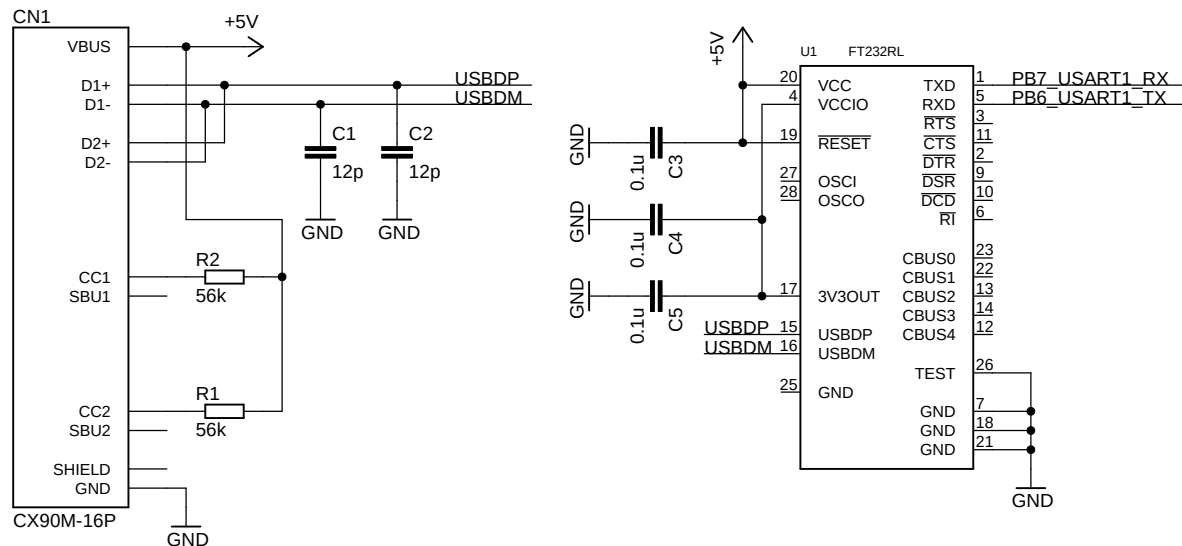 CN1
VBUS
D1+
D1-
D2+
D2-
CC1
SBU1
CC2
SBU2
SHIELD
GND
CX90M-16P
+5V
USBDP
USBDM
C1
12p
C2
12p
GND
GND
R2
56k
R1
56k
GND
+5V
GND
0.1u
C3
GND
0.1u
C4
GND
0.1u
C5
USBDP
USBDM
U1 FT232RL
20 VCC
4 VCCIO
19 RESET
27 OSCI
28 OSCO
17 3V3OUT
15 USBDP
16 USBDM
25 GND
TXD 1 PB7_USART1_RX
RXD 5 PB6_USART1_TX
RTS 3
CTS 11
DTR 2
DSR 9
DCD 10
RI 6
CBUS0 23
CBUS1 22
CBUS2 13
CBUS3 14
CBUS4 12
TEST 26
GND 7
GND 18
GND 21
GND